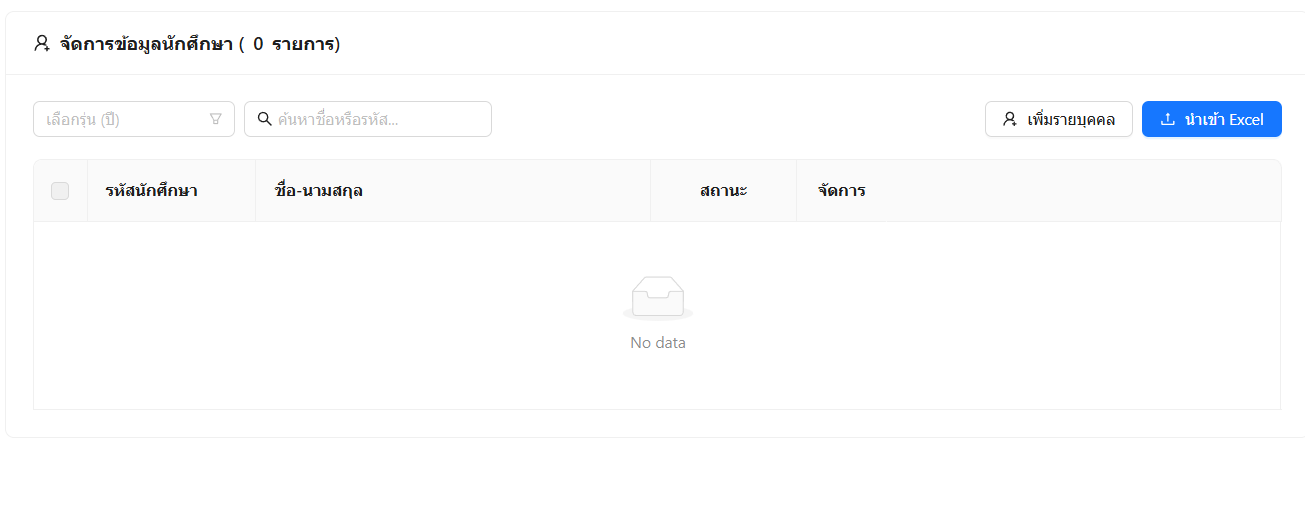 จัดการข้อมูลนักศึกษา ( 0 รายการ)
เลือกรุ่น (ปี) ค้นหาชื่อหรือรหัส... เพิ่มรายบุคคล นำเข้า Excel
รหัสนักศึกษา ชื่อ-นามสกุล สถานะ จัดการ
No data